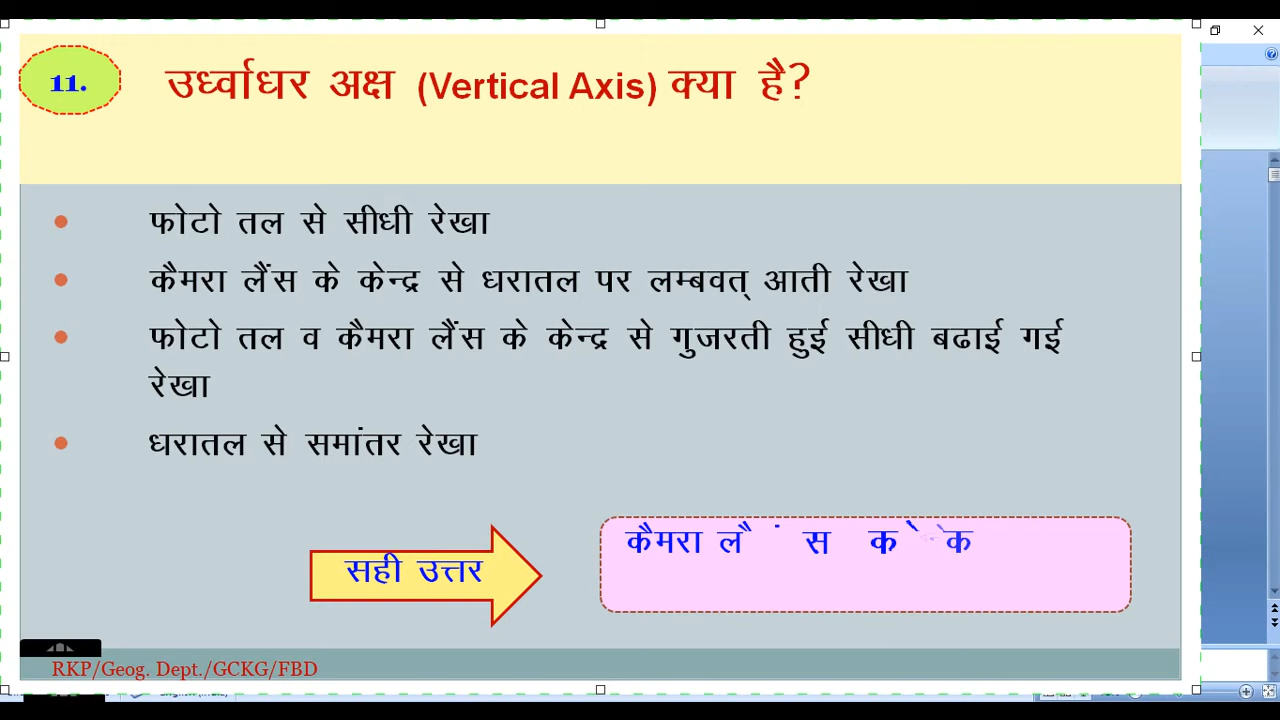 11.
उर्ध्वाधर अक्ष (Vertical Axis) क्या है?
फोटो तल से सीधी रेखा
कैमरा लैंस के केन्द्र से धरातल पर लम्बवत् आती रेखा
फोटो तल व कैमरा लैंस के केन्द्र से गुजरती हुई सीधी बढाई गई
रेखा
धरातल से समांतर रेखा
कैमरा लैंस के के
सही उत्तर
RKP/Geog. Dept./GCKG/FBD